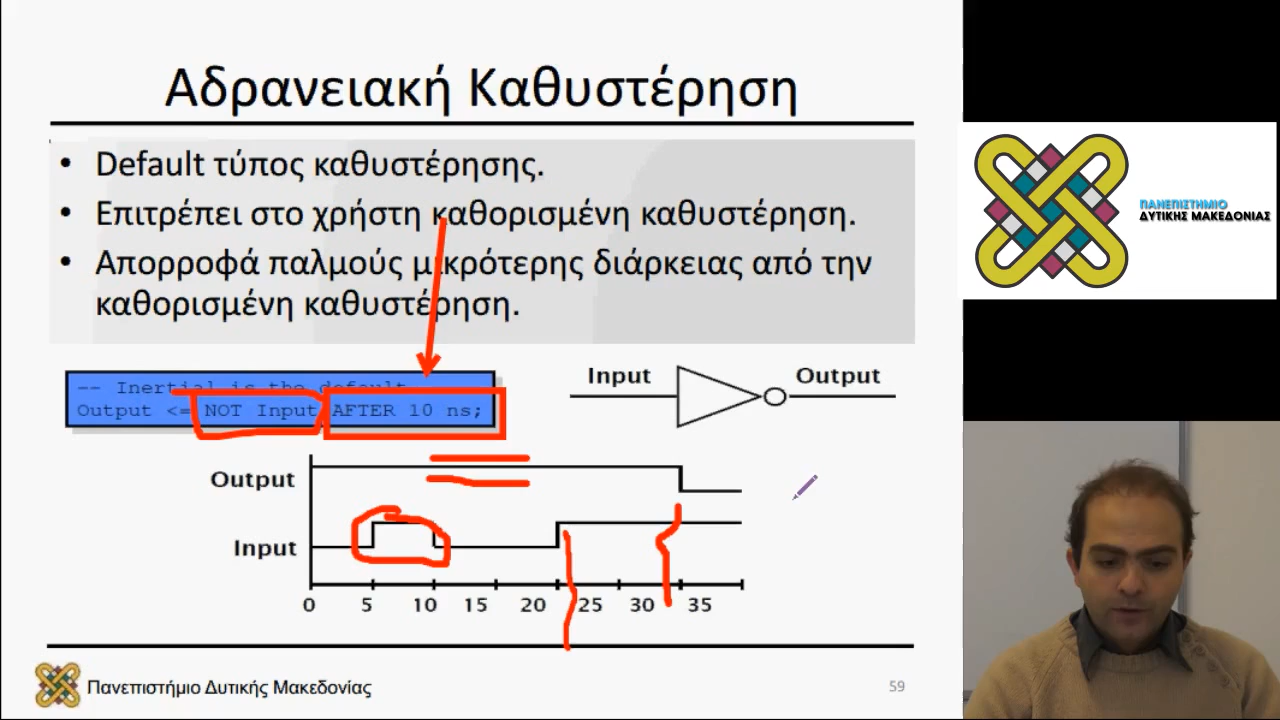 Αδρανειακή Καθυστέρηση
• Default τύπος καθυστέρησης.
• Επιτρέπει στο χρήστη καθορισμένη καθυστέρηση.
• Απορροφά παλμούς μικρότερης διάρκειας από την
καθορισμένη καθυστέρηση.
-- Inertial is the default
Output <= NOT Input AFTER 10 ns;
Input
Output
Output
Input
0 5 10 15 20 25 30 35
Πανεπιστήμιο Δυτικής Μακεδονίας
59
ΠΑΝΕΠΙΣΤΗΜΙΟ
ΔΥΤΙΚΗΣ ΜΑΚΕΔΟΝΙΑΣ